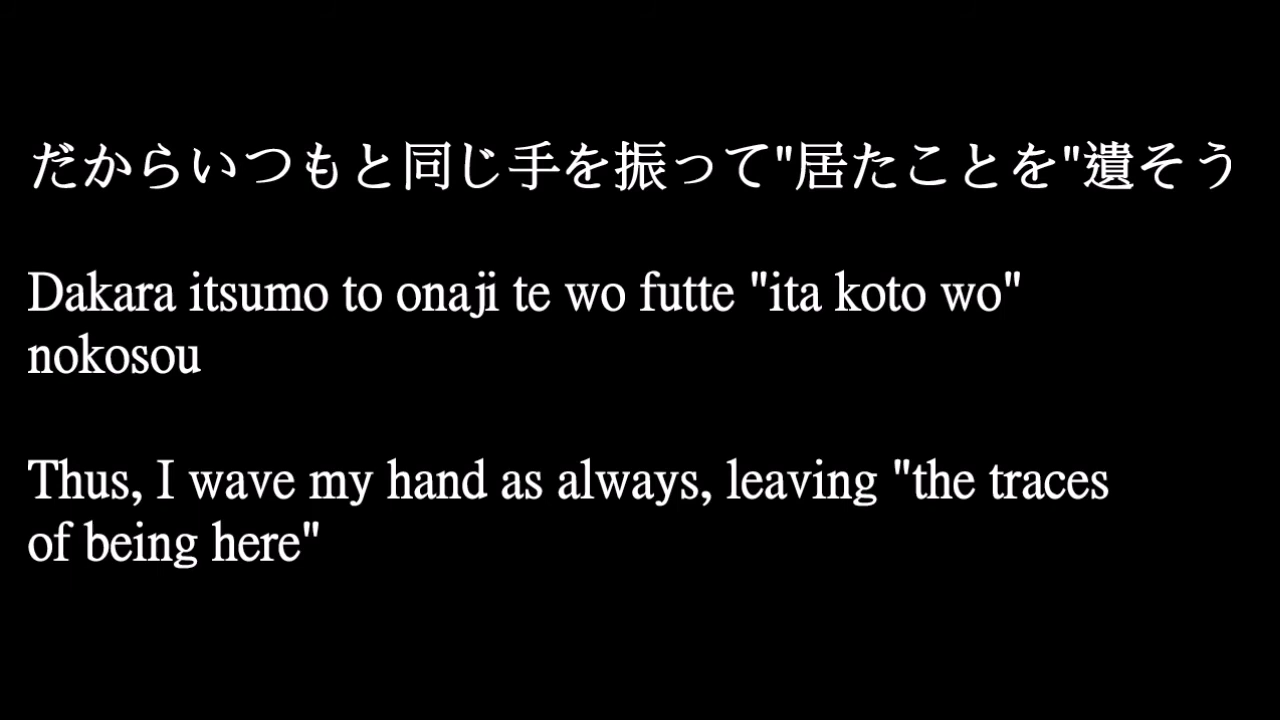 だからいつもと同じ手を振って"居たことを"遺そう
Dakara itsumo to onaji te wo futte "ita koto wo"
nokosou
Thus, I wave my hand as always, leaving "the traces
of being here"